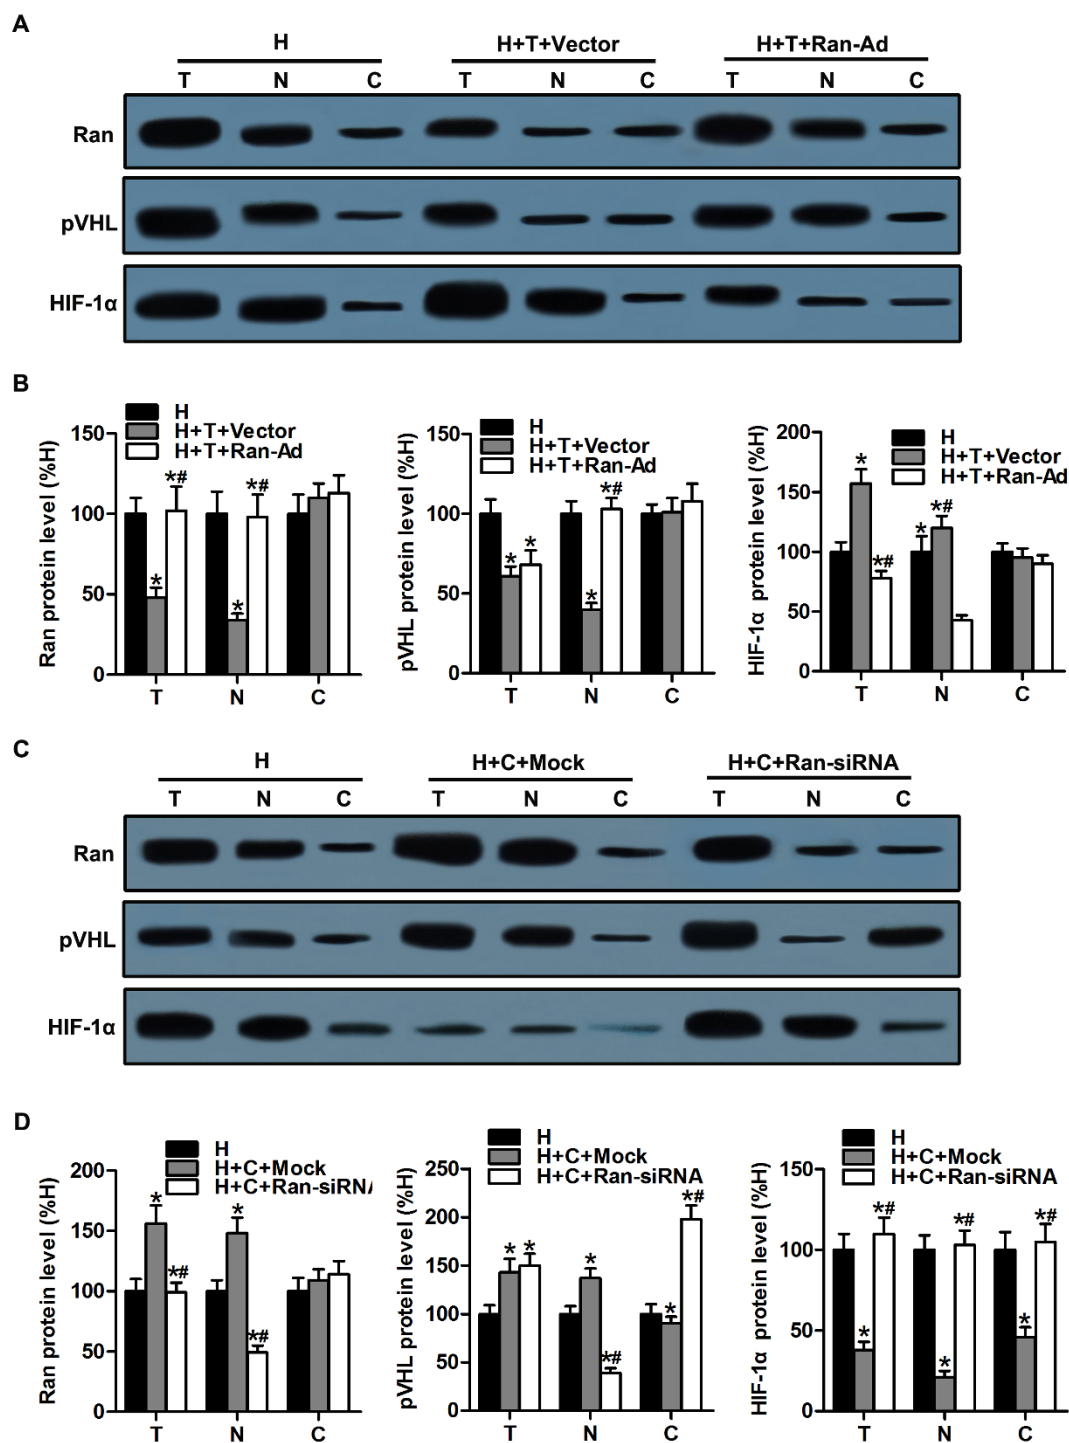 A
H H+T+Vector H+T+Ran-Ad
T N C T N C T N C
Ran
pVHL
HIF-1α
B
H
H+T+Vector
H+T+Ran-Ad
Ran protein level (%H)
150
100
50
0
* *# * *#
T N C
H
H+T+Vector
H+T+Ran-Ad
pVHL protein level (%H)
150
100
50
0
* * * *#
T N C
H
H+T+Vector
H+T+Ran-Ad
HIF-1α protein level (%H)
200
150
100
50
0
* *# * *#
T N C
C
H H+C+Mock H+C+Ran-siRNA
T N C T N C T N C
Ran
pVHL
HIF-1α
D
H
H+C+Mock
H+C+Ran-siRNA
Ran protein level (%H)
200
150
100
50
0
* *# * *#
T N C
H
H+C+Mock
H+C+Ran-siRNA
pVHL protein level (%H)
250
200
150
100
50
0
* * * *# * *#
T N C
H
H+C+Mock
H+C+Ran-siRNA
HIF-1α protein level (%H)
150
100
50
0
* *# * *# * *#
T N C